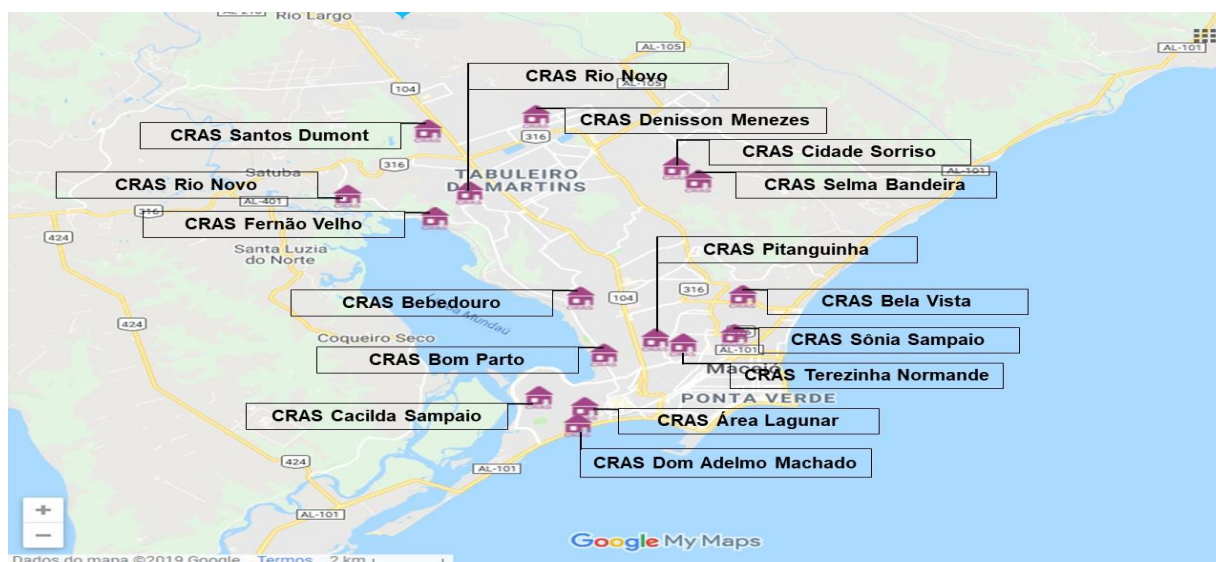 AL-210
Rio Largo
AL-105
AL-101
CRAS Rio Novo
AL-105
104
CRAS Denisson Menezes
CRAS Santos Dumont
316
CRAS Cidade Sorriso
316
Satuba
TABULEIRO
DO MARTINS
AL-101
CRAS Rio Novo
CRAS Selma Bandeira
AL-401
316
CRAS Fernão Velho
424
Santa Luzia
do Norte
CRAS Pitanguinha
316
CRAS Bebedouro
104
CRAS Bela Vista
Mundaú
424
Coqueiro Seco
CRAS Sônia Sampaio
AL-101
CRAS Bom Parto
Maceió
CRAS Terezinha Normande
PONTA VERDE
CRAS Cacilda Sampaio
CRAS Área Lagunar
424
CRAS Dom Adelmo Machado
AL-101
AL-101
+
−
Google My Maps
Dados do mapa ©2019 Google Termos 2 km